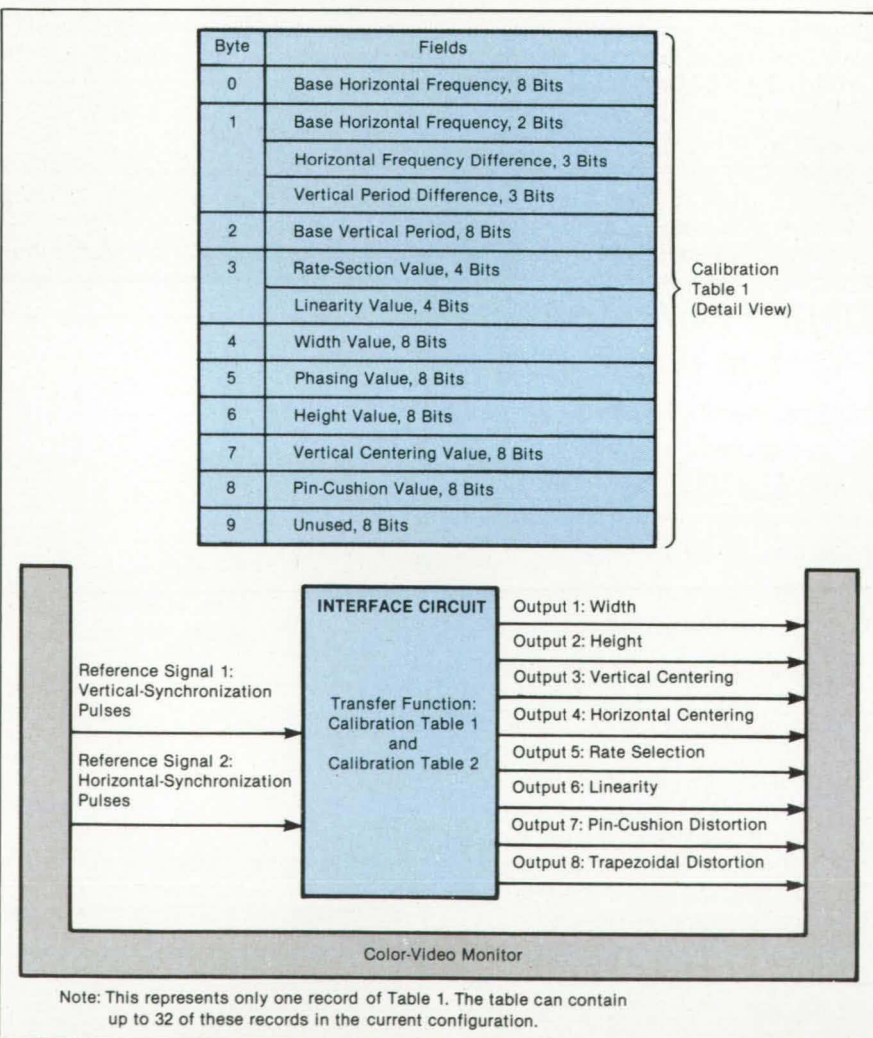 Byte Fields
0 Base Horizontal Frequency, 8 Bits
1 Base Horizontal Frequency, 2 Bits
Horizontal Frequency Difference, 3 Bits
Vertical Period Difference, 3 Bits
2 Base Vertical Period, 8 Bits
3 Rate-Section Value, 4 Bits
Linearity Value, 4 Bits
4 Width Value, 8 Bits
5 Phasing Value, 8 Bits
6 Height Value, 8 Bits
7 Vertical Centering Value, 8 Bits
8 Pin-Cushion Value, 8 Bits
9 Unused, 8 Bits
Calibration
Table 1
(Detail View)
Reference Signal 1:
Vertical-Synchronization
Pulses
Reference Signal 2:
Horizontal-Synchronization
Pulses
INTERFACE CIRCUIT
Transfer Function:
Calibration Table 1
and
Calibration Table 2
Output 1: Width
Output 2: Height
Output 3: Vertical Centering
Output 4: Horizontal Centering
Output 5: Rate Selection
Output 6: Linearity
Output 7: Pin-Cushion Distortion
Output 8: Trapezoidal Distortion
Color-Video Monitor
Note: This represents only one record of Table 1. The table can contain
up to 32 of these records in the current configuration.